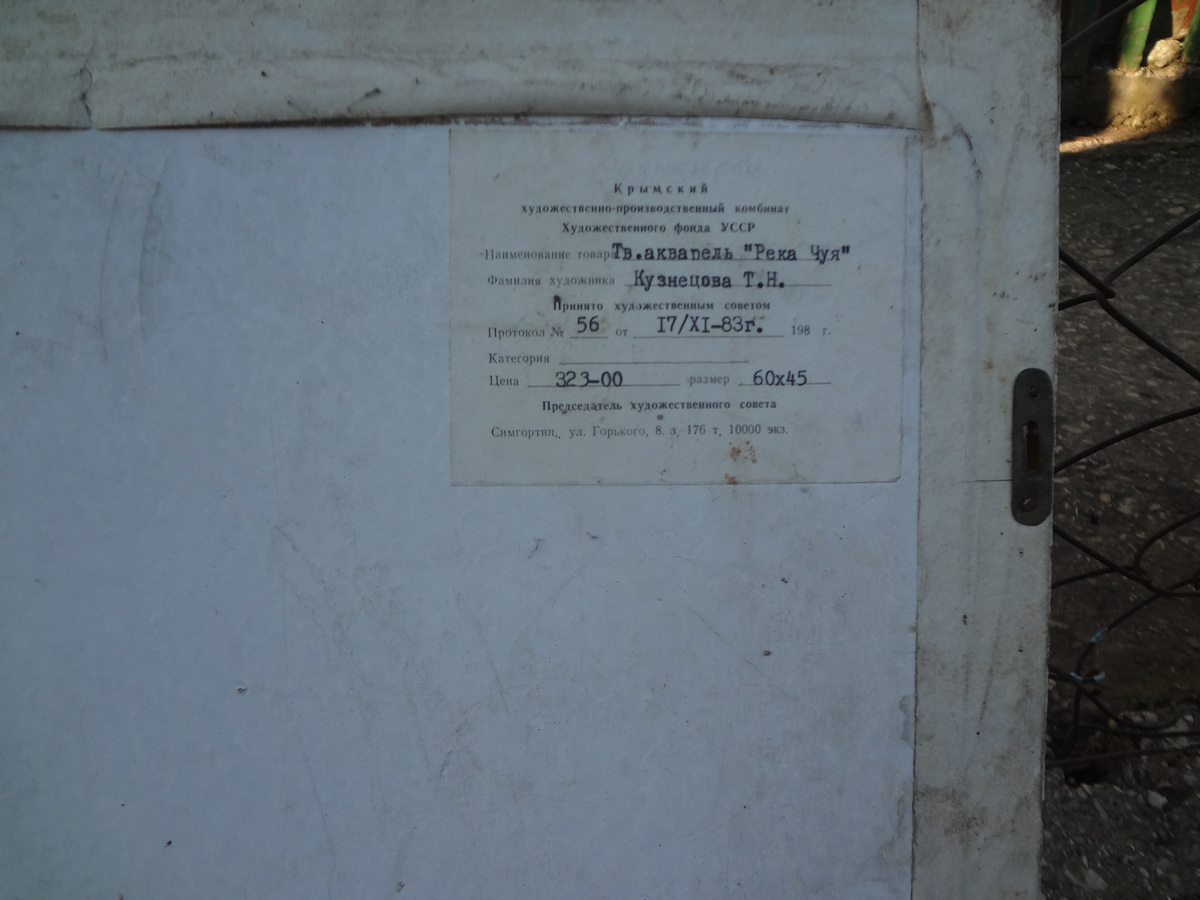 Крымский
художественно-производственный комбинат
Художественного фонда УССР
Наименование товара Тв.акварель "Река Чуя"
Фамилия художника Кузнецова Т.Н.
Принято художественным советом
Протокол № 56 от I7/XI-83г. 198 г.
Категория
Цена 323-00 размер 60x45
Председатель художественного совета
Симгортип., ул. Горького, 8. з. 176 т. 10000 экз.